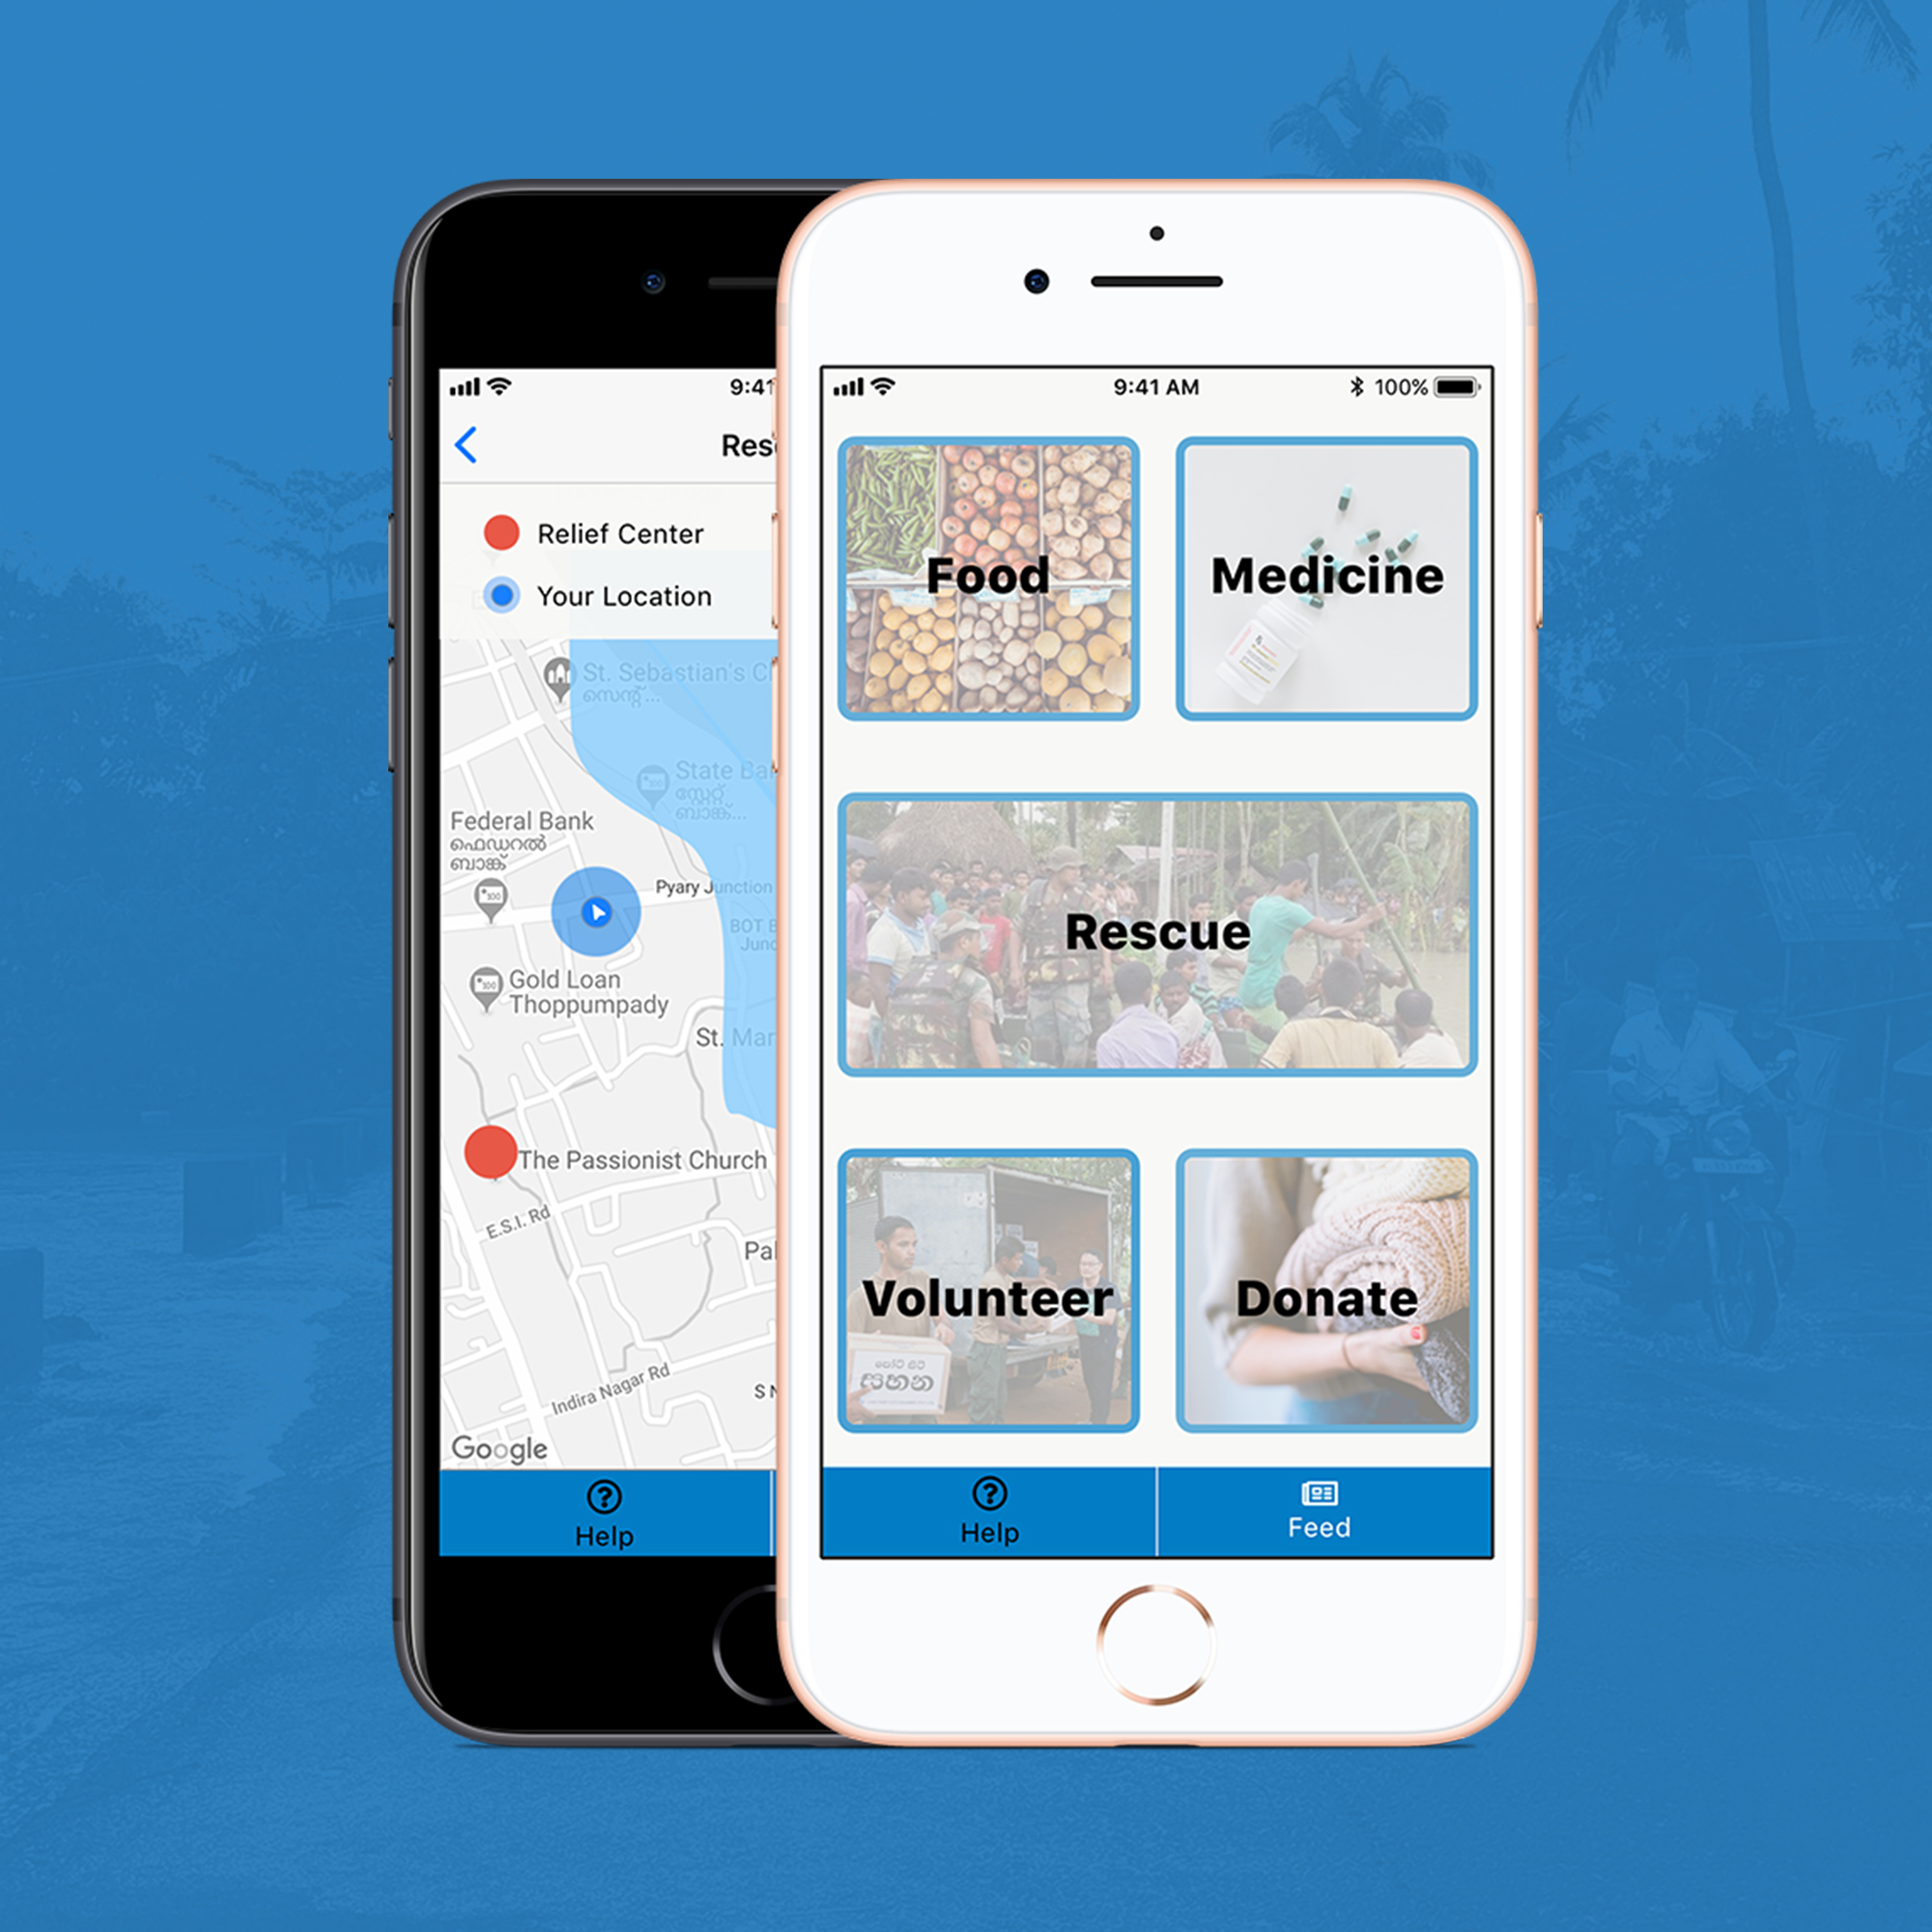 9:41
Res
Relief Center
Your Location
St. Sebastian's C
സെന്റ് ...
State Ba
സ്റ്റേറ്റ്
ബാങ്ക്...
Federal Bank
ഫെഡറൽ
ബാങ്ക്
Pyary Junction
BOT B
Junc
Gold Loan
Thoppumpady
St. Mar
The Passionist Church
E.S.I. Rd
Pal
Indira Nagar Rd
S N
Google
Help
9:41 AM
100%
Food
Medicine
Rescue
Volunteer
සහන
Donate
Help
Feed